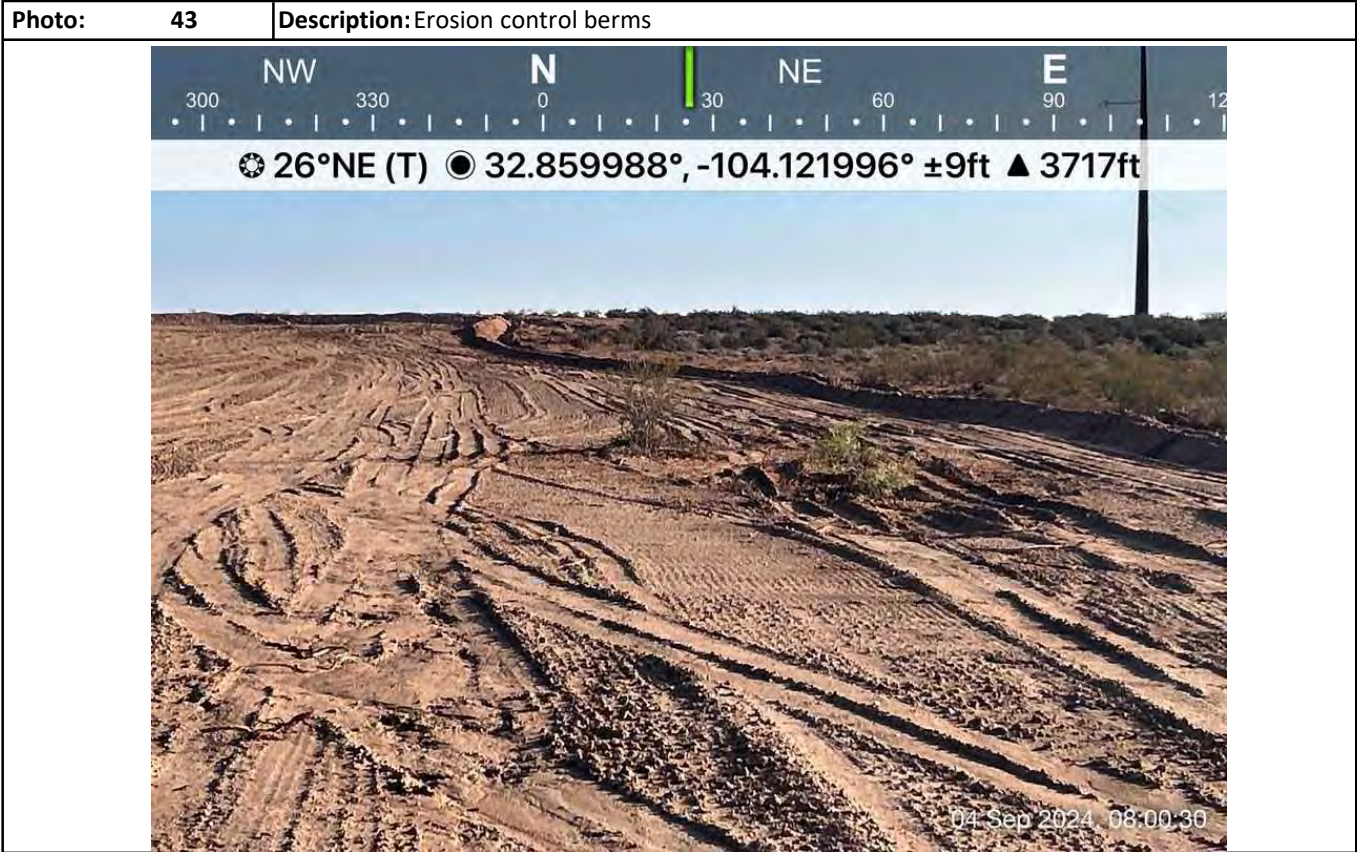 Photo: 43 Description: Erosion control berms
NW N NE E
300 330 0 30 60 90 12
26°NE (T) 32.859988°, -104.121996° ±9ft ▲ 3717ft
04 Sep 2024, 08:00:30